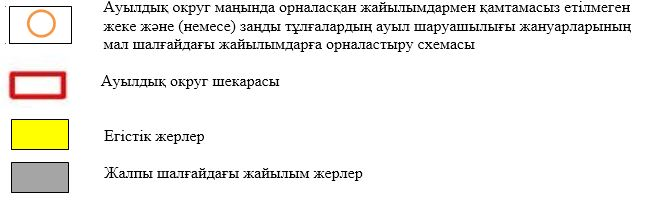 Ауылдық округ маңында орналасқан жайылымдармен қамтамасыз етілмеген
жеке және (немесе) заңды тұлғалардың ауыл шаруашылығы жануарларының
мал шалғайдағы жайылымдарға орналастыру схемасы
Ауылдық округ шекарасы
Егістік жерлер
Жалпы шалғайдағы жайылым жерлер